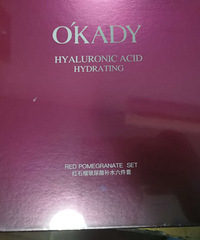 O'KADY
HYALURONIC ACID
HYDRATING
RED POMEGRANATE SET
红石榴玻尿酸补水六件套